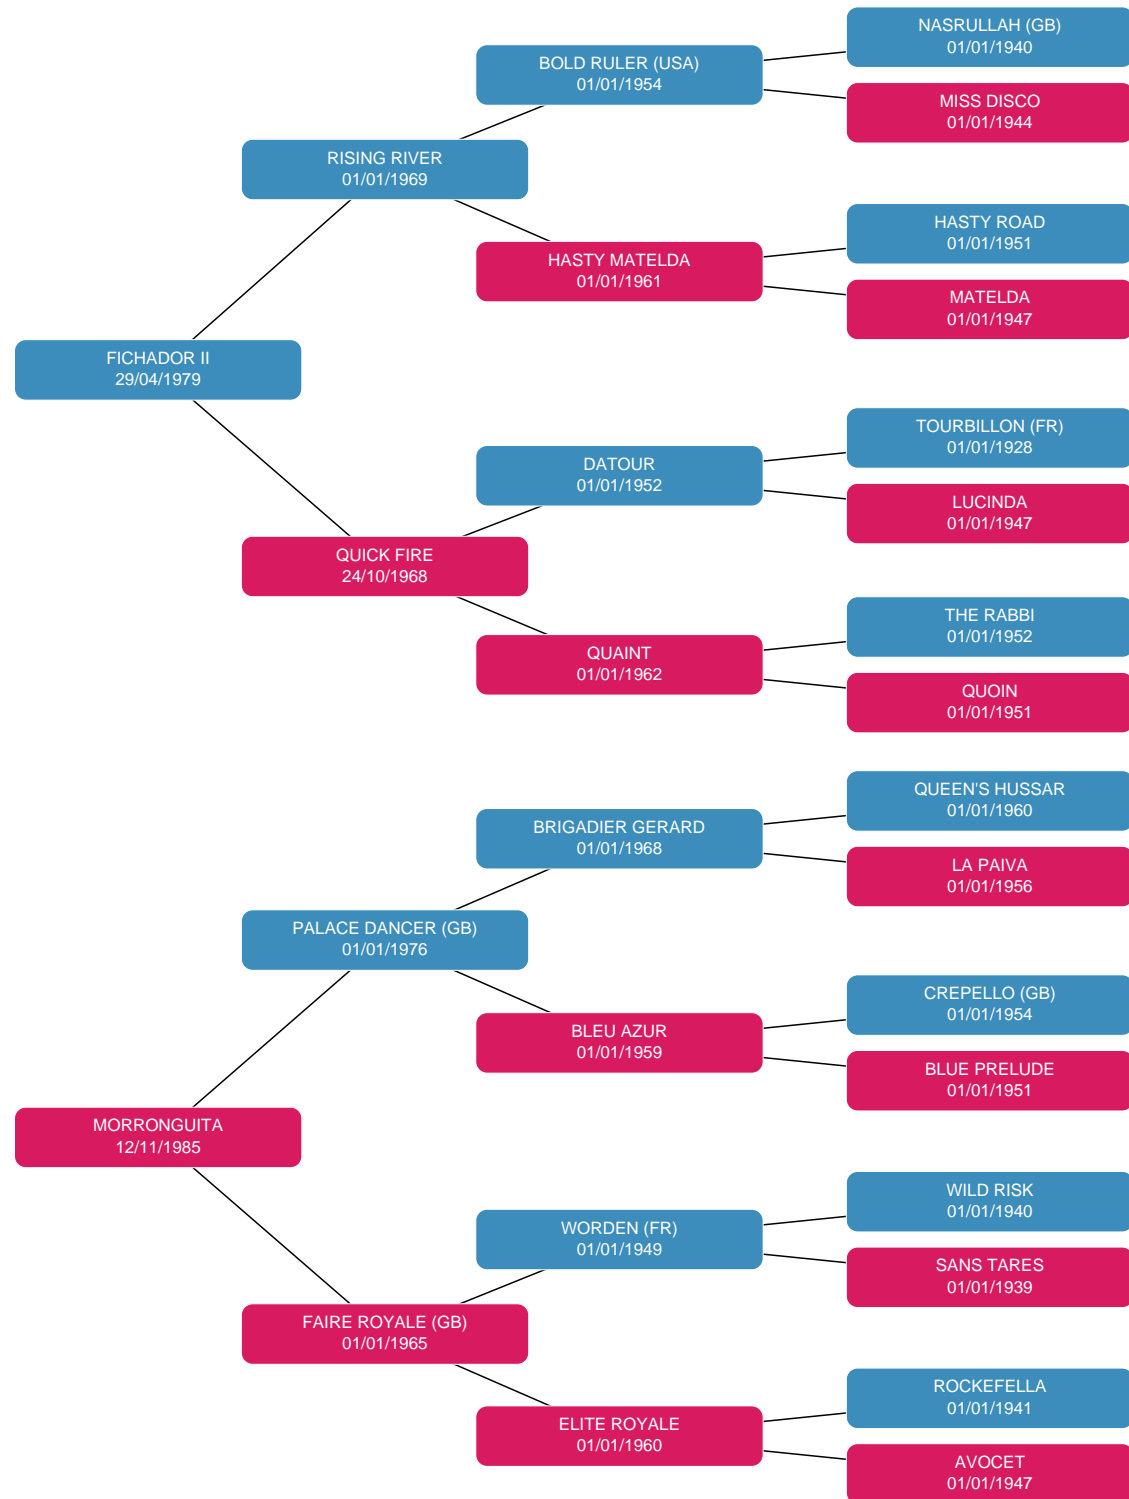 NASRULLAH (GB)
01/01/1940
BOLD RULER (USA)
01/01/1954
MISS DISCO
01/01/1944
RISING RIVER
01/01/1969
HASTY ROAD
01/01/1951
HASTY MATELDA
01/01/1961
MATELDA
01/01/1947
FICHADOR II
29/04/1979
TOURBILLON (FR)
01/01/1928
DATOUR
01/01/1952
LUCINDA
01/01/1947
QUICK FIRE
24/10/1968
THE RABBI
01/01/1952
QUAINT
01/01/1962
QUOIN
01/01/1951
QUEEN'S HUSSAR
01/01/1960
BRIGADIER GERARD
01/01/1968
LA PAIVA
01/01/1956
PALACE DANCER (GB)
01/01/1976
CREPELLO (GB)
01/01/1954
BLEU AZUR
01/01/1959
BLUE PRELUDE
01/01/1951
MORRONGUITA
12/11/1985
WILD RISK
01/01/1940
WORDEN (FR)
01/01/1949
SANS TARES
01/01/1939
FAIRE ROYALE (GB)
01/01/1965
ROCKEFELLA
01/01/1941
ELITE ROYALE
01/01/1960
AVOCET
01/01/1947